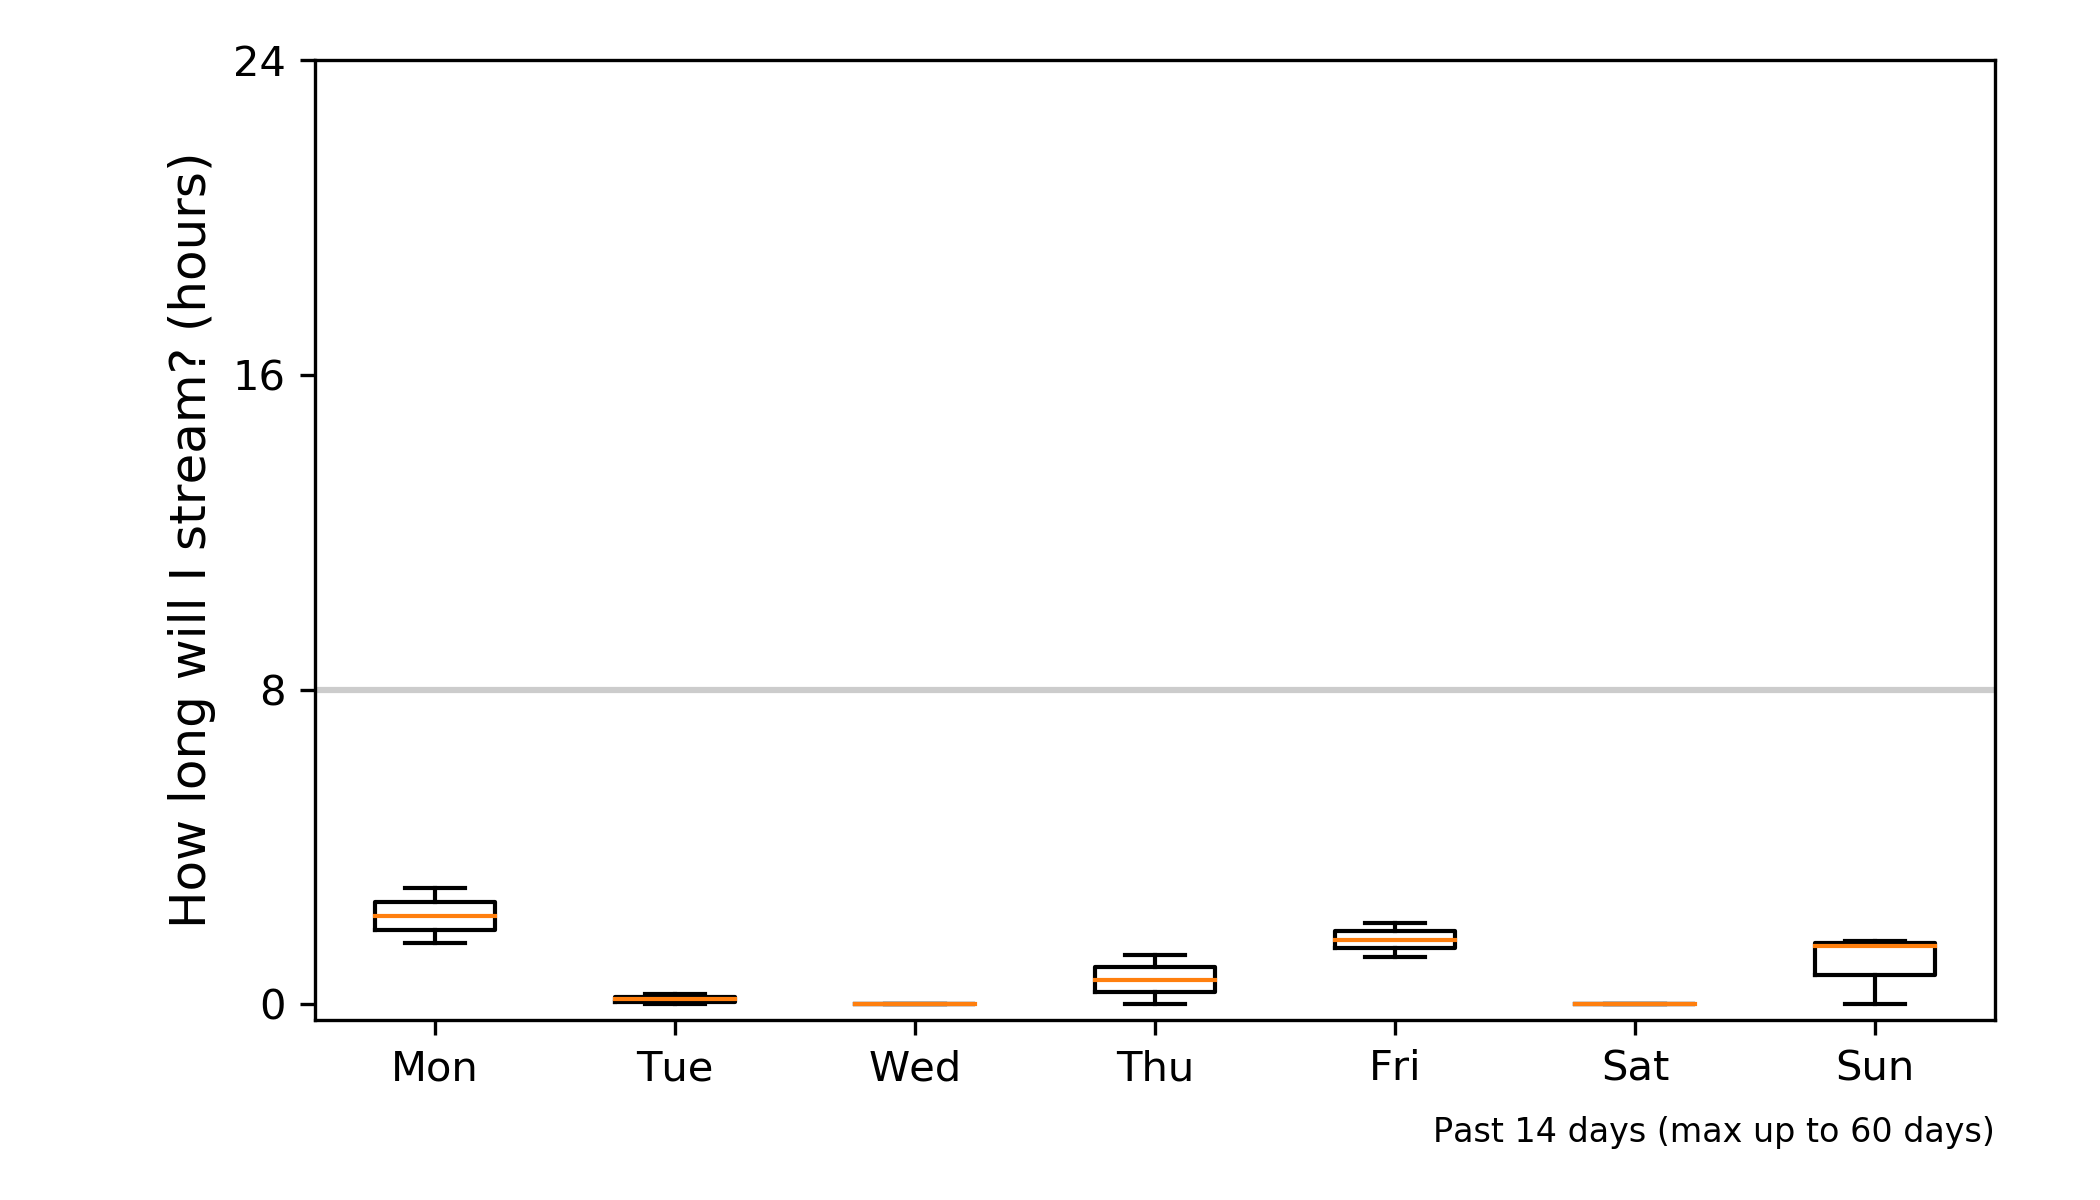 How long will I stream? (hours)
24
16
8
0
Mon Tue Wed Thu Fri Sat Sun
Past 14 days (max up to 60 days)